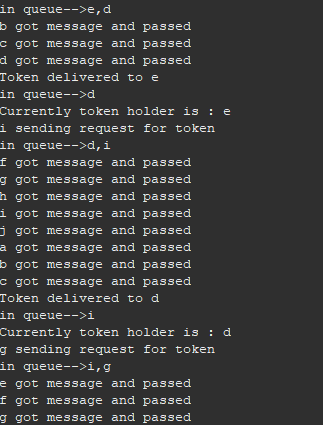 in queue-->e,d
b got message and passed
c got message and passed
d got message and passed
Token delivered to e
in queue-->d
Currently token holder is : e
i sending request for token
in queue-->d,i
f got message and passed
g got message and passed
h got message and passed
i got message and passed
j got message and passed
a got message and passed
b got message and passed
c got message and passed
Token delivered to d
in queue-->i
Currently token holder is : d
g sending request for token
in queue-->i,g
e got message and passed
f got message and passed
g got message and passed